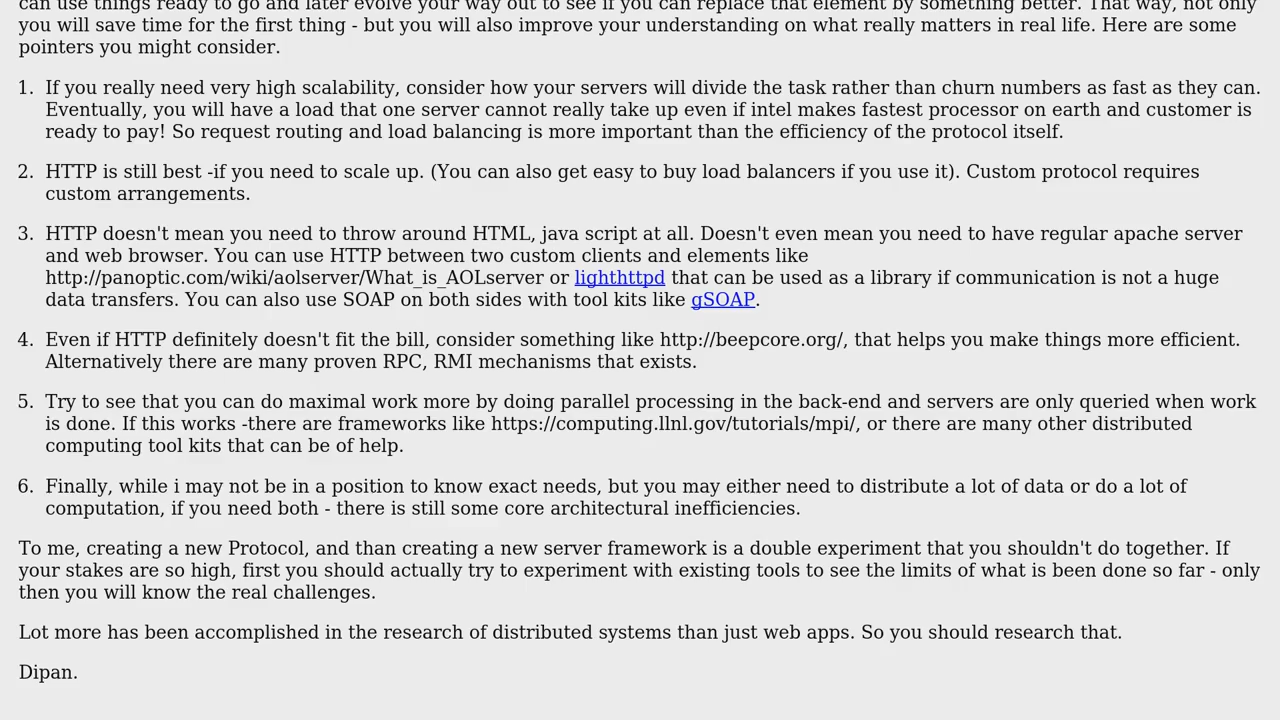 can use things ready to go and later evolve your way out to see if you can replace that element by something better. That way, not only
you will save time for the first thing - but you will also improve your understanding on what really matters in real life. Here are some
pointers you might consider.
1. If you really need very high scalability, consider how your servers will divide the task rather than churn numbers as fast as they can.
Eventually, you will have a load that one server cannot really take up even if intel makes fastest processor on earth and customer is
ready to pay! So request routing and load balancing is more important than the efficiency of the protocol itself.
2. HTTP is still best -if you need to scale up. (You can also get easy to buy load balancers if you use it). Custom protocol requires
custom arrangements.
3. HTTP doesn't mean you need to throw around HTML, java script at all. Doesn't even mean you need to have regular apache server
and web browser. You can use HTTP between two custom clients and elements like
http://panoptic.com/wiki/aolserver/What_is_AOLserver or lighthttpd that can be used as a library if communication is not a huge
data transfers. You can also use SOAP on both sides with tool kits like gSOAP.
4. Even if HTTP definitely doesn't fit the bill, consider something like http://beepcore.org/, that helps you make things more efficient.
Alternatively there are many proven RPC, RMI mechanisms that exists.
5. Try to see that you can do maximal work more by doing parallel processing in the back-end and servers are only queried when work
is done. If this works -there are frameworks like https://computing.llnl.gov/tutorials/mpi/, or there are many other distributed
computing tool kits that can be of help.
6. Finally, while i may not be in a position to know exact needs, but you may either need to distribute a lot of data or do a lot of
computation, if you need both - there is still some core architectural inefficiencies.
To me, creating a new Protocol, and than creating a new server framework is a double experiment that you shouldn't do together. If
your stakes are so high, first you should actually try to experiment with existing tools to see the limits of what is been done so far - only
then you will know the real challenges.
Lot more has been accomplished in the research of distributed systems than just web apps. So you should research that.
Dipan.